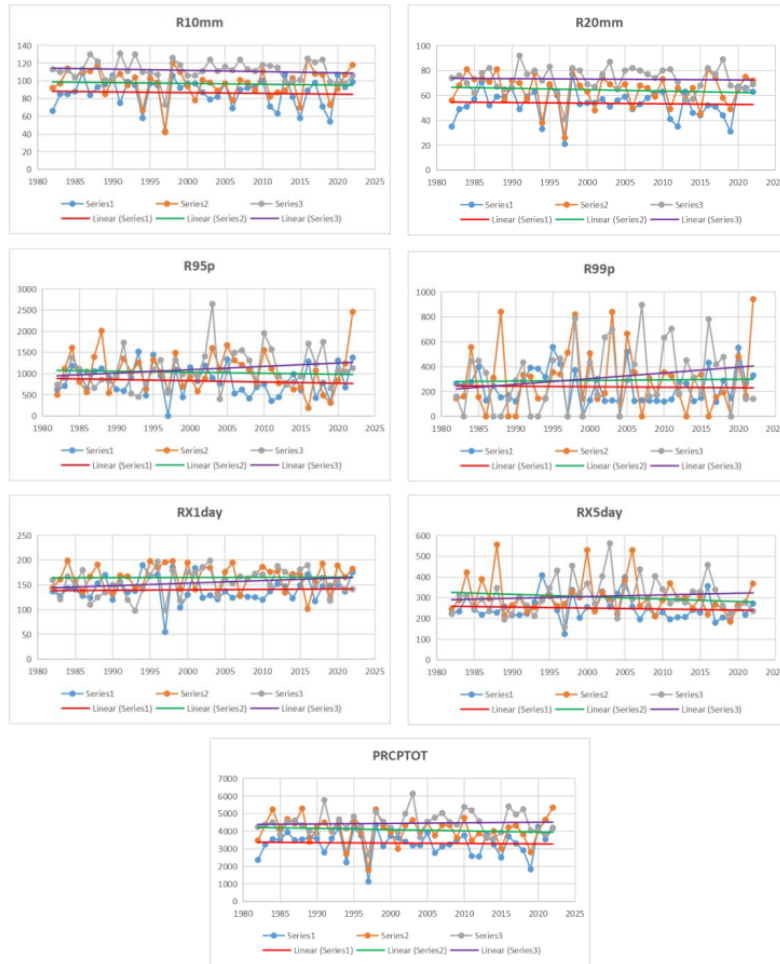 R10mm
140
120
100
80
60
40
20
0
1980 1985 1990 1995 2000 2005 2010 2015 2020 2025
Series1 Series2 Series3
Linear (Series1) Linear (Series2) Linear (Series3)
R20mm
100
80
60
40
20
0
1980 1985 1990 1995 2000 2005 2010 2015 2020 2025
Series1 Series2 Series3
Linear (Series1) Linear (Series2) Linear (Series3)
R95p
3000
2500
2000
1500
1000
500
0
1980 1985 1990 1995 2000 2005 2010 2015 2020 2025
Series1 Series2 Series3
Linear (Series1) Linear (Series2) Linear (Series3)
R99p
1000
800
600
400
200
0
1980 1985 1990 1995 2000 2005 2010 2015 2020 2025
Series1 Series2 Series3
Linear (Series1) Linear (Series2) Linear (Series3)
RX1day
250
200
150
100
50
0
1980 1985 1990 1995 2000 2005 2010 2015 2020 2025
Series1 Series2 Series3
Linear (Series1) Linear (Series2) Linear (Series3)
RX5day
600
500
400
300
200
100
0
1980 1985 1990 1995 2000 2005 2010 2015 2020 2025
Series1 Series2 Series3
Linear (Series1) Linear (Series2) Linear (Series3)
PRCPTOT
7000
6000
5000
4000
3000
2000
1000
0
1980 1985 1990 1995 2000 2005 2010 2015 2020 2025
Series1 Series2 Series3
Linear (Series1) Linear (Series2) Linear (Series3)